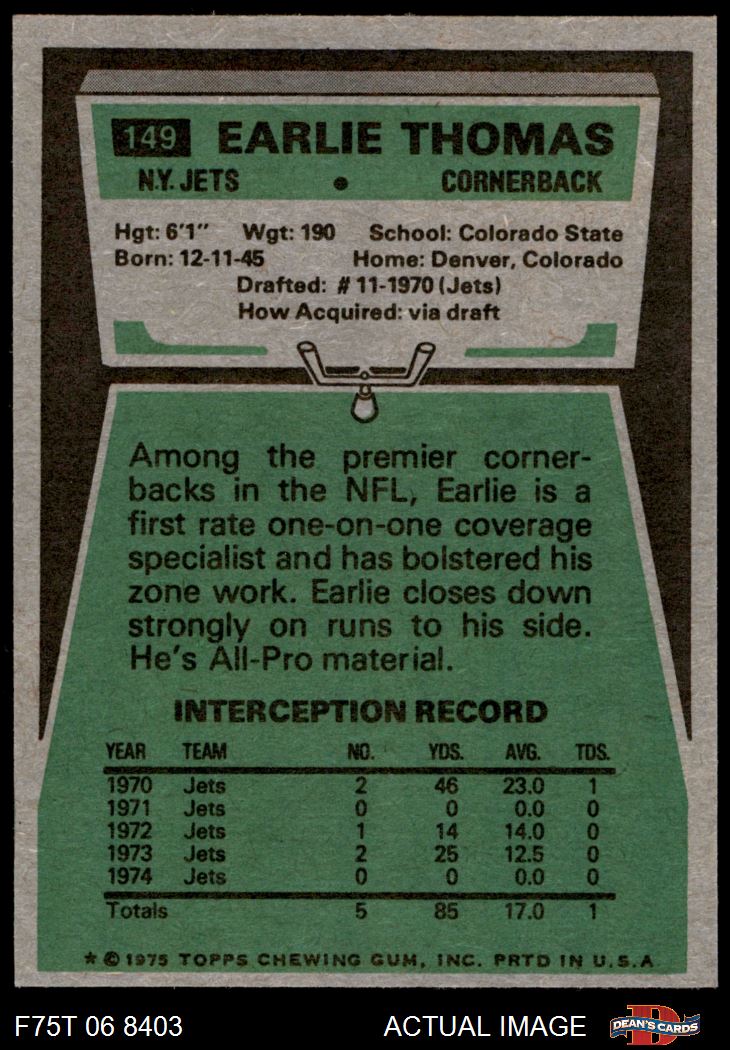 149 EARLIE THOMAS
N.Y. JETS • CORNERBACK
Hgt: 6'1" Wgt: 190 School: Colorado State
Born: 12-11-45 Home: Denver, Colorado
Drafted: # 11-1970 (Jets)
How Acquired: via draft
Among the premier corner-
backs in the NFL, Earlie is a
first rate one-on-one coverage
specialist and has bolstered his
zone work. Earlie closes down
strongly on runs to his side.
He's All-Pro material.
INTERCEPTION RECORD
YEAR TEAM NO. YDS. AVG. TDS.
1970 Jets 2 46 23.0 1
1971 Jets 0 0 0.0 0
1972 Jets 1 14 14.0 0
1973 Jets 2 25 12.5 0
1974 Jets 0 0 0.0 0
Totals 5 85 17.0 1
* © 1975 TOPPS CHEWING GUM, INC. PRTD IN U.S.A
F75T 06 8403 ACTUAL IMAGE DEAN'S CARDS